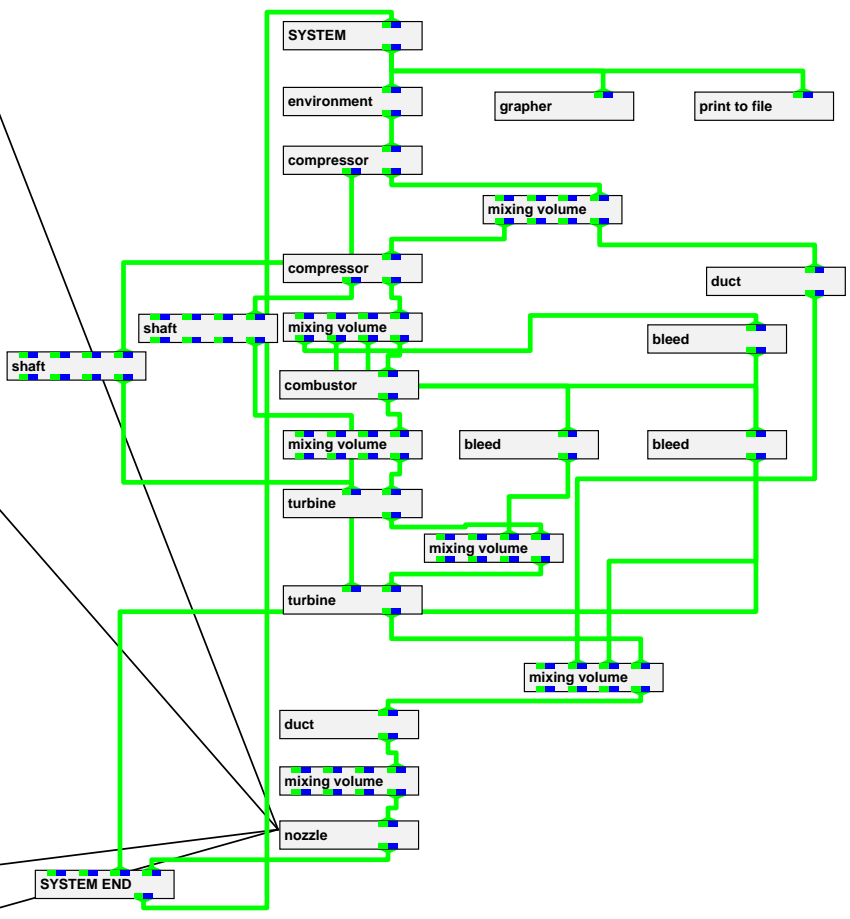 SYSTEM
environment
grapher
print to file
compressor
mixing volume
compressor
duct
shaft
mixing volume
bleed
shaft
combustor
mixing volume
bleed
bleed
turbine
mixing volume
turbine
mixing volume
duct
mixing volume
nozzle
SYSTEM END